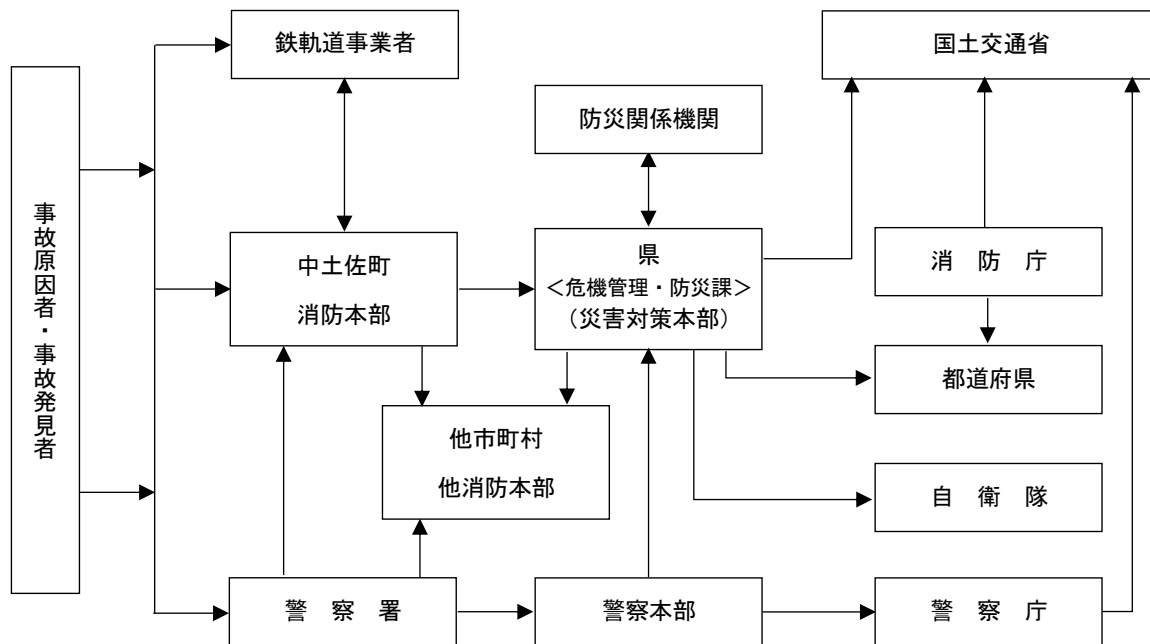 鉄軌道事業者
国土交通省
防災関係機関
事故原因者・事故発見者
中土佐町
消防本部
県
＜危機管理・防災課＞
（災害対策本部）
消　防　庁
都道府県
他市町村
他消防本部
自　衛　隊
警　察　署
警察本部
警　察　庁